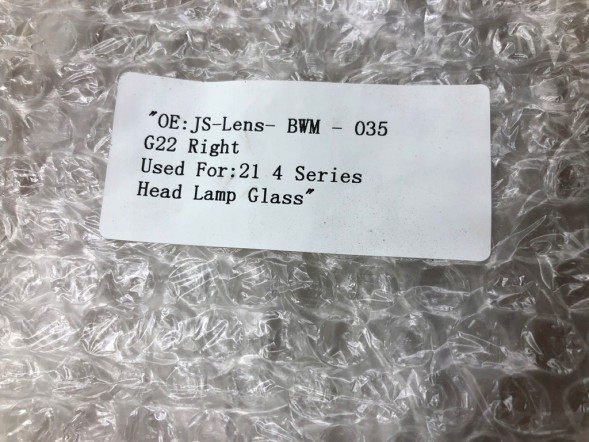 "OE:JS-Lens- BWM - 035
G22 Right
Used For:21 4 Series
Head Lamp Glass"